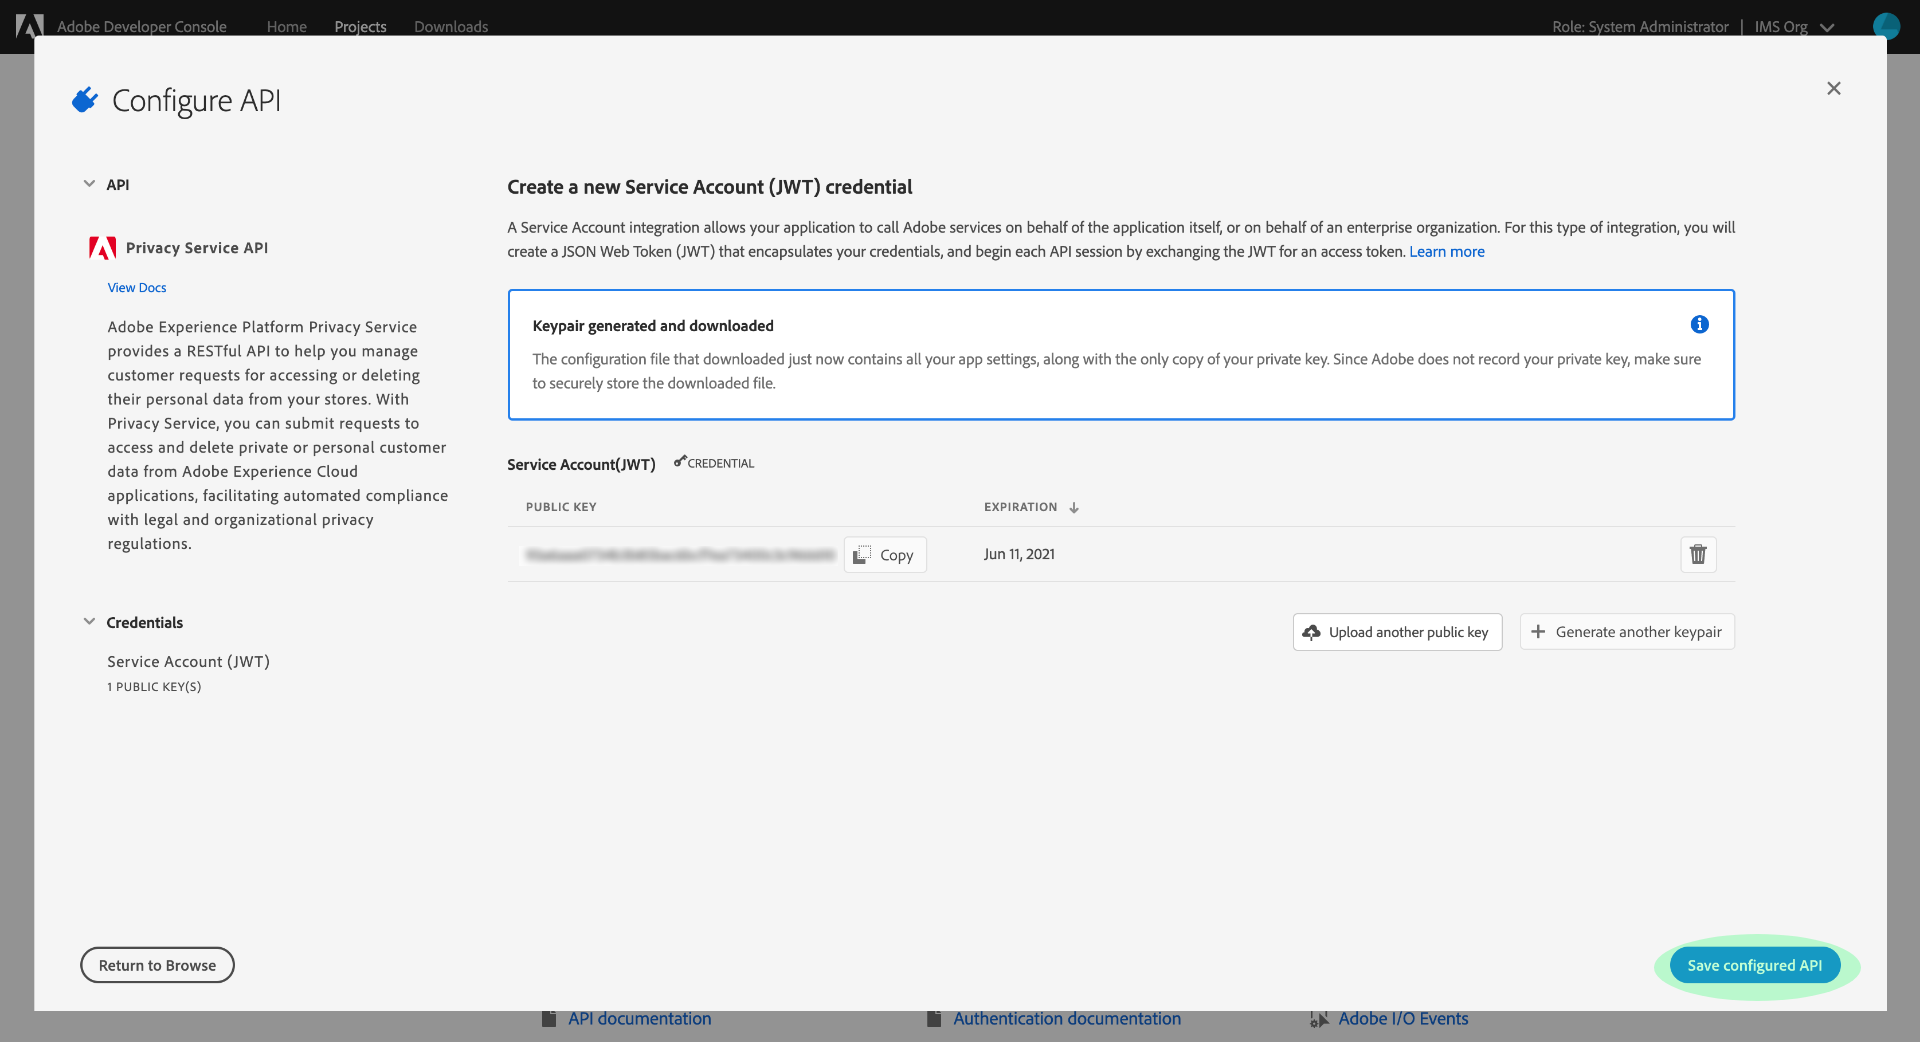 Adobe Developer Console Home Projects Downloads Role: System Administrator | IMS Org
Configure API
API
Privacy Service API
View Docs
Adobe Experience Platform Privacy Service
provides a RESTful API to help you manage
customer requests for accessing or deleting
their personal data from your stores. With
Privacy Service, you can submit requests to
access and delete private or personal customer
data from Adobe Experience Cloud
applications, facilitating automated compliance
with legal and organizational privacy
regulations.
Credentials
Service Account (JWT)
1 PUBLIC KEY(S)
Create a new Service Account (JWT) credential
A Service Account integration allows your application to call Adobe services on behalf of the application itself, or on behalf of an enterprise organization. For this type of integration, you will
create a JSON Web Token (JWT) that encapsulates your credentials, and begin each API session by exchanging the JWT for an access token. Learn more
Keypair generated and downloaded
The configuration file that downloaded just now contains all your app settings, along with the only copy of your private key. Since Adobe does not record your private key, make sure
to securely store the downloaded file.
Service Account(JWT) CREDENTIAL
PUBLIC KEY EXPIRATION
Copy Jun 11, 2021
Upload another public key Generate another keypair
Return to Browse Save configured API
API documentation Authentication documentation Adobe I/O Events